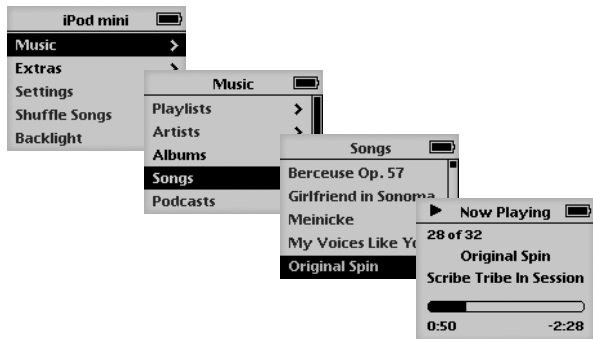 iPod mini
Music
Extras
Settings
Shuffle Songs
Backlight
Music
Playlists
Artists
Albums
Songs
Podcasts
Songs
Berceuse Op. 57
Girlfriend in Sonoma
Meinicke
My Voices Like
Original Spin
Now Playing
28 of 32
Original Spin
Scribe Tribe In Session
0:50
-2:28